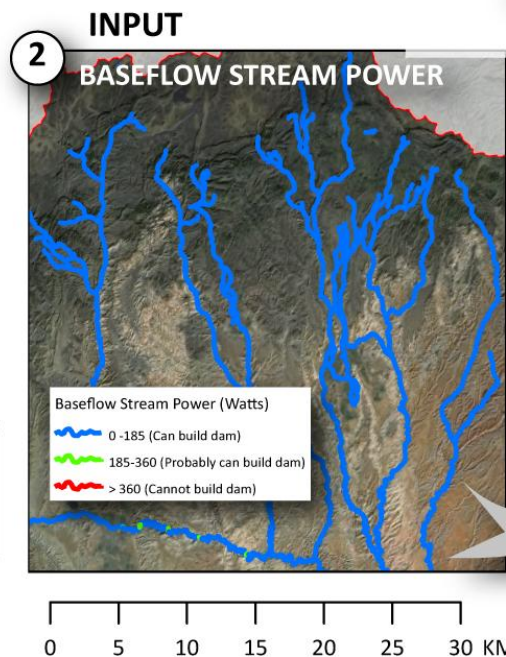 INPUT
2
BASEFLOW STREAM POWER
Baseflow Stream Power (Watts)
0 -185 (Can build dam)
185-360 (Probably can build dam)
> 360 (Cannot build dam)
0 5 10 15 20 25 30 KM